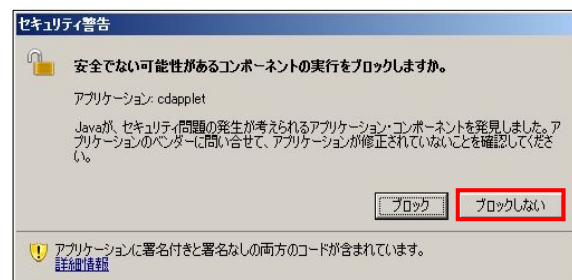 セキュリティ警告
安全でない可能性があるコンポーネントの実行をブロックしますか。
アプリケーション: cdapplet
Javaが、セキュリティ問題の発生が考えられるアプリケーション・コンポーネントを発見しました。ア
プリケーションのベンダーに問い合せて、アプリケーションが修正されていないことを確認してくださ
い。
ブロック ブロックしない
アプリケーションに署名付きと署名なしの両方のコードが含まれています。
詳細情報